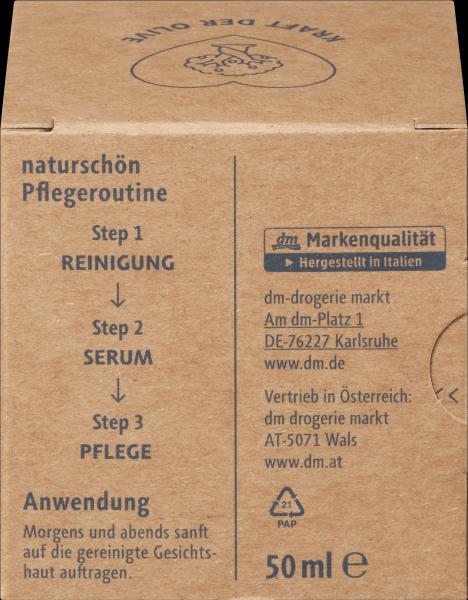 KRAFT DER OLIVE
naturschön
Pflegeroutine
Step 1
REINIGUNG
↓
Step 2
SERUM
↓
Step 3
PFLEGE
Anwendung
Morgens und abends sanft
auf die gereinigte Gesichts-
haut auftragen.
dm Markenqualität
▶ Hergestellt in Italien
dm-drogerie markt
Am dm-Platz 1
DE-76227 Karlsruhe
www.dm.de
Vertrieb in Österreich:
dm drogerie markt
AT-5071 Wals
www.dm.at
21
PAP
50 ml ℮
<<